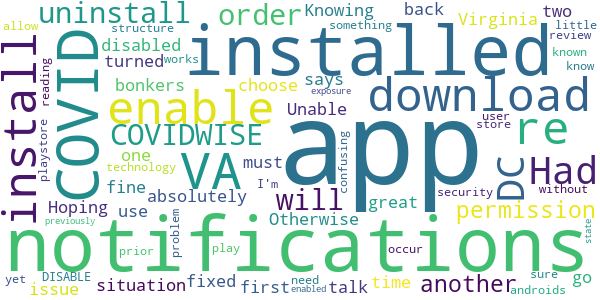 allow uninstall order Knowing back two
structure Virginia something little
installed
disabled review
works
turned known
bonkers choose says know
reading COVID download
enable Unable user
playstore install exposure store
COVIDWISE app re
one VA must confusing DC Had
technology I'm security without
fine absolutely will great
Hoping use permission
Otherwise
notifications
previously prior problem play occur state
yet DISABLE situation fixed first need talk another time sure go
issue enabled androids